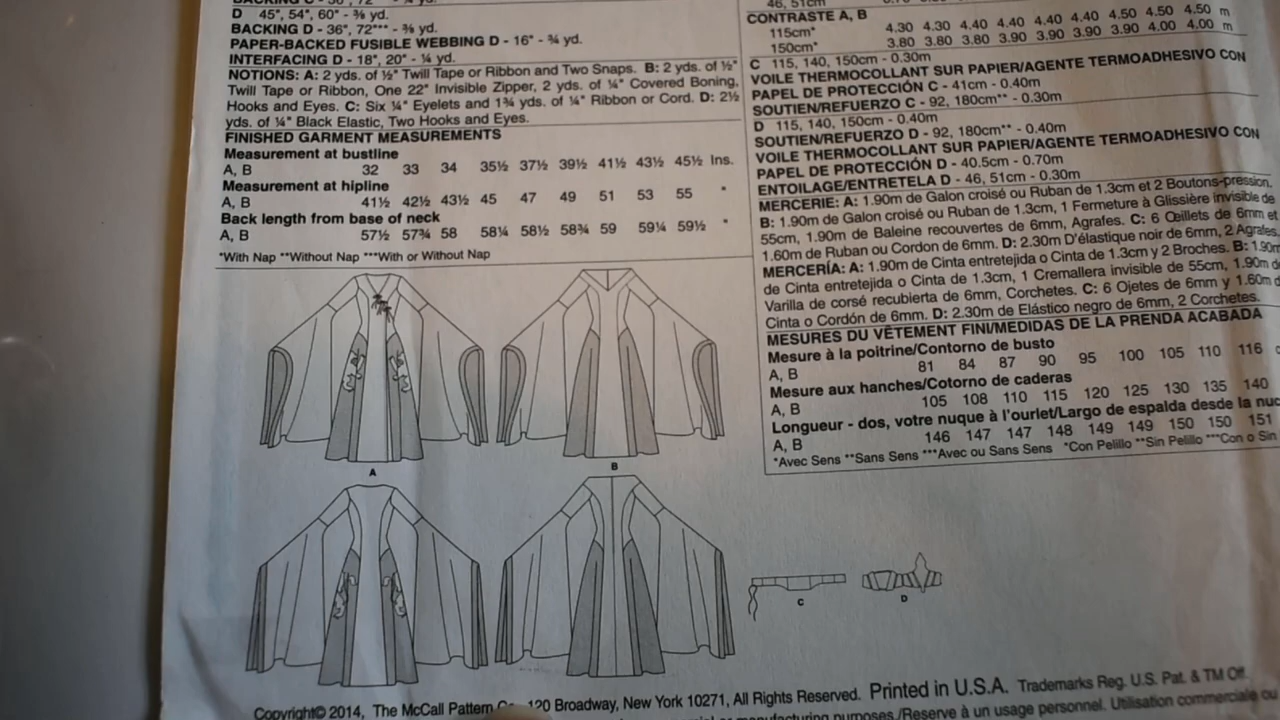 D 45", 54", 60" - ⅜ yd.
BACKING D - 36", 72"*** - ⅜ yd.
PAPER-BACKED FUSIBLE WEBBING D - 16" - ¾ yd.
INTERFACING D - 18", 20" - ¼ yd.
NOTIONS: A: 2 yds. of ½" Twill Tape or Ribbon and Two Snaps. B: 2 yds. of ½"
Twill Tape or Ribbon, One 22" Invisible Zipper, 2 yds. of ¼" Covered Boning,
Hooks and Eyes. C: Six ¼" Eyelets and 1¾ yds. of ¼" Ribbon or Cord. D: 2½
yds. of ¼" Black Elastic, Two Hooks and Eyes.
FINISHED GARMENT MEASUREMENTS
Measurement at bustline
A, B 32 33 34 35½ 37½ 39½ 41½ 43½ 45½ Ins.
Measurement at hipline
A, B 41½ 42½ 43½ 45 47 49 51 53 55 "
Back length from base of neck
A, B 57½ 57¾ 58 58¼ 58½ 58¾ 59 59¼ 59½ "
*With Nap **Without Nap ***With or Without Nap
A
B
46, 51cm
CONTRASTE A, B
115cm* 4.30 4.30 4.40 4.40 4.40 4.40 4.50 4.50 4.50 m
150cm* 3.80 3.80 3.80 3.90 3.90 3.90 3.90 4.00 4.00 m
C 115, 140, 150cm - 0.30m
VOILE THERMOCOLLANT SUR PAPIER/AGENTE TERMOADHESIVO CON
PAPEL DE PROTECCIÓN C - 41cm - 0.40m
SOUTIEN/REFUERZO C - 92, 180cm** - 0.30m
D 115, 140, 150cm - 0.40m
SOUTIEN/REFUERZO D - 92, 180cm** - 0.40m
VOILE THERMOCOLLANT SUR PAPIER/AGENTE TERMOADHESIVO CON
PAPEL DE PROTECCIÓN D - 40.5cm - 0.70m
ENTOILAGE/ENTRETELA D - 46, 51cm - 0.30m
MERCERIE: A: 1.90m de Galon croisé ou Ruban de 1.3cm et 2 Boutons-pression.
B: 1.90m de Galon croisé ou Ruban de 1.3cm, 1 Fermeture à Glissière invisible de
55cm, 1.90m de Baleine recouvertes de 6mm, Agrafes. C: 6 Œillets de 6mm et
1.60m de Ruban ou Cordon de 6mm. D: 2.30m D'élastique noir de 6mm, 2 Agrafes.
MERCERÍA: A: 1.90m de Cinta entretejida o Cinta de 1.3cm y 2 Broches. B: 1.90m
de Cinta entretejida o Cinta de 1.3cm, 1 Cremallera invisible de 55cm, 1.90m de
Varilla de corsé recubierta de 6mm, Corchetes. C: 6 Ojetes de 6mm y 1.60m d
Cinta o Cordón de 6mm. D: 2.30m de Elástico negro de 6mm, 2 Corchetes.
MESURES DU VÊTEMENT FINI/MEDIDAS DE LA PRENDA ACABADA
Mesure à la poitrine/Contorno de busto
A, B 81 84 87 90 95 100 105 110 116 c
Mesure aux hanches/Cotorno de caderas
A, B 105 108 110 115 120 125 130 135 140
Longueur - dos, votre nuque à l'ourlet/Largo de espalda desde la nuc
A, B 146 147 147 148 149 149 150 150 151
*Avec Sens **Sans Sens ***Avec ou Sans Sens *Con Pelillo **Sin Pelillo ***Con o Sin
C
D
Copyright© 2014, The McCall Pattern 120 Broadway, New York 10271, All Rights Reserved. Printed in U.S.A. Trademarks Reg. U.S. Pat. & TM Off.
manufacturing purposes./Réservé à un usage personnel. Utilisation commerciale ou